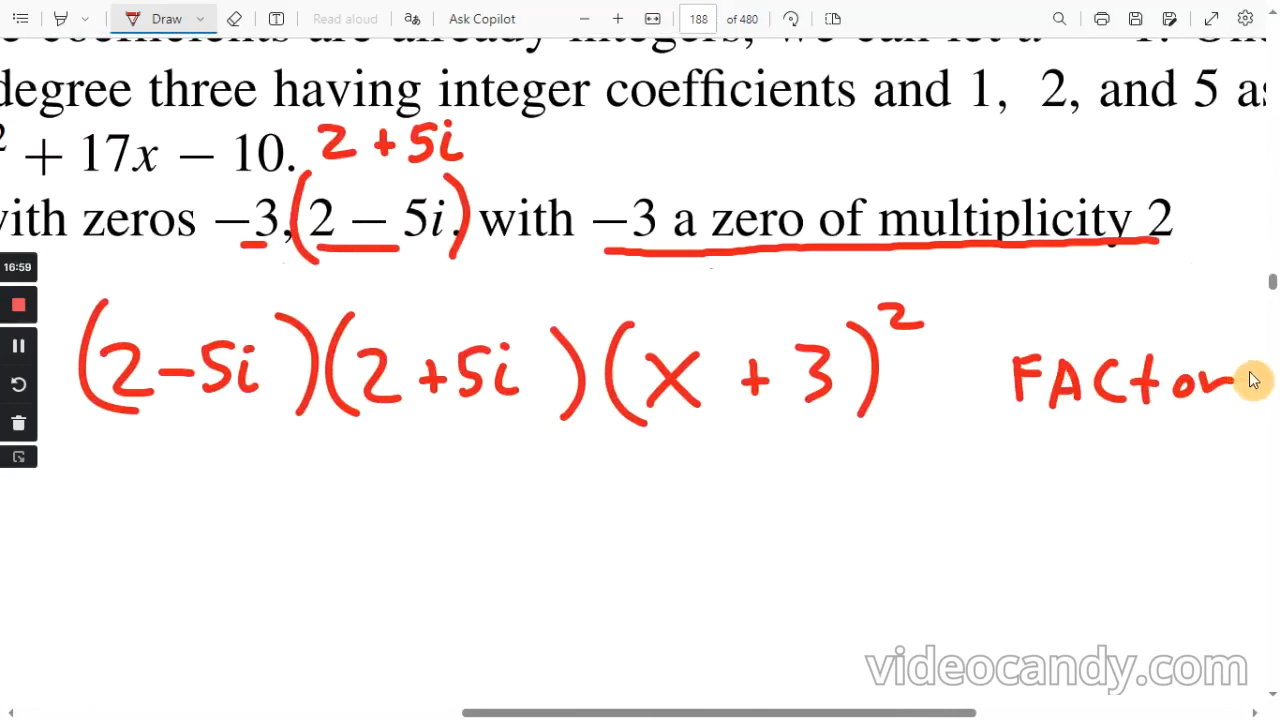 Draw
Read aloud
Ask Copilot
188 of 480
degree three having integer coefficients and 1, 2, and 5 as
2 + 17x − 10.
2 + 5i
with zeros −3, (2 − 5i) with −3 a zero of multiplicity 2
16:59
(2 − 5i)(2 + 5i)(x + 3)² FACtor
videocandy.com